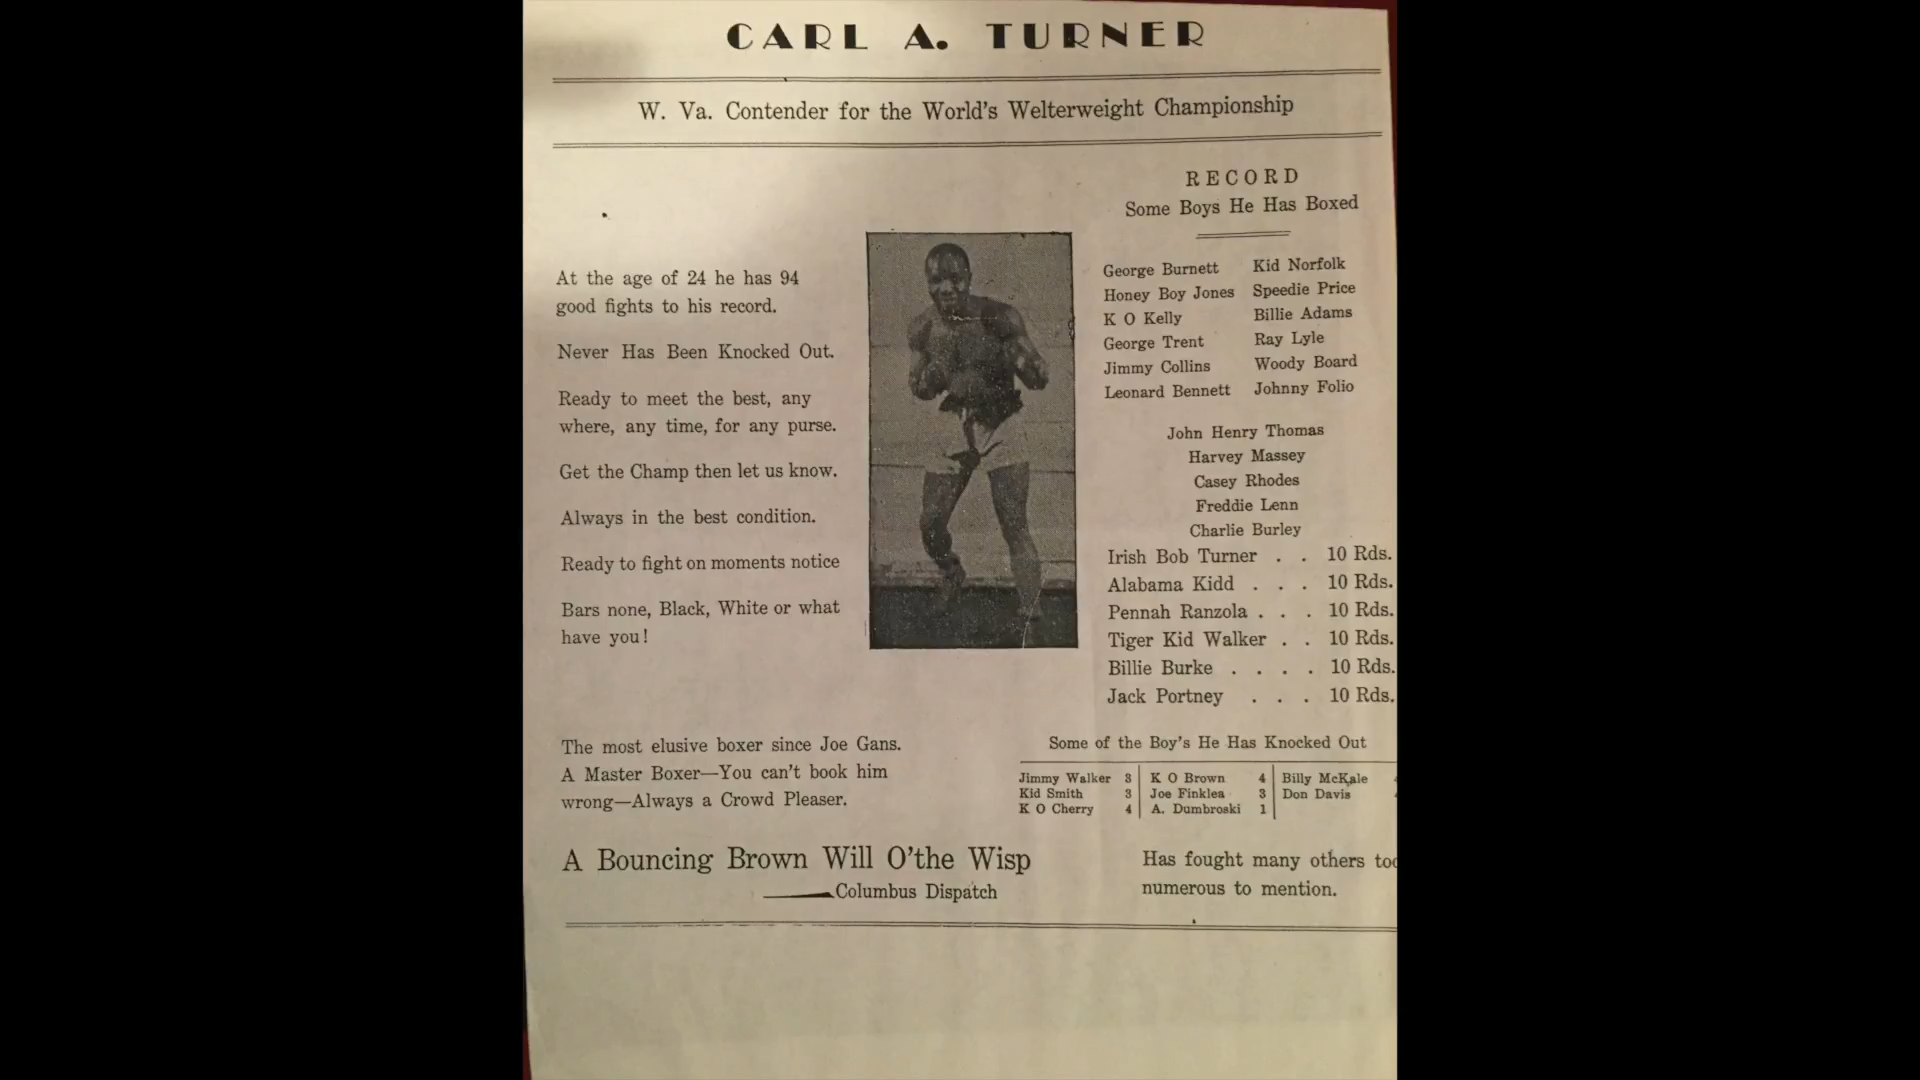 CARL A. TURNER
W. Va. Contender for the World's Welterweight Championship
At the age of 24 he has 94
good fights to his record.
Never Has Been Knocked Out.
Ready to meet the best, any
where, any time, for any purse.
Get the Champ then let us know.
Always in the best condition.
Ready to fight on moments notice
Bars none, Black, White or what
have you!
RECORD
Some Boys He Has Boxed
George Burnett Kid Norfolk
Honey Boy Jones Speedie Price
K O Kelly Billie Adams
George Trent Ray Lyle
Jimmy Collins Woody Board
Leonard Bennett Johnny Folio
John Henry Thomas
Harvey Massey
Casey Rhodes
Freddie Lenn
Charlie Burley
Irish Bob Turner . . 10 Rds.
Alabama Kidd . . . 10 Rds.
Pennah Ranzola . . . 10 Rds.
Tiger Kid Walker . . 10 Rds.
Billie Burke . . . . 10 Rds.
Jack Portney . . . 10 Rds.
The most elusive boxer since Joe Gans.
A Master Boxer—You can't book him
wrong—Always a Crowd Pleaser.
Some of the Boy's He Has Knocked Out
Jimmy Walker 3 K O Brown 4 Billy McKale
Kid Smith 3 Joe Finklea 3 Don Davis
K O Cherry 4 A. Dumbroski 1
A Bouncing Brown Will O'the Wisp
—Columbus Dispatch
Has fought many others too
numerous to mention.